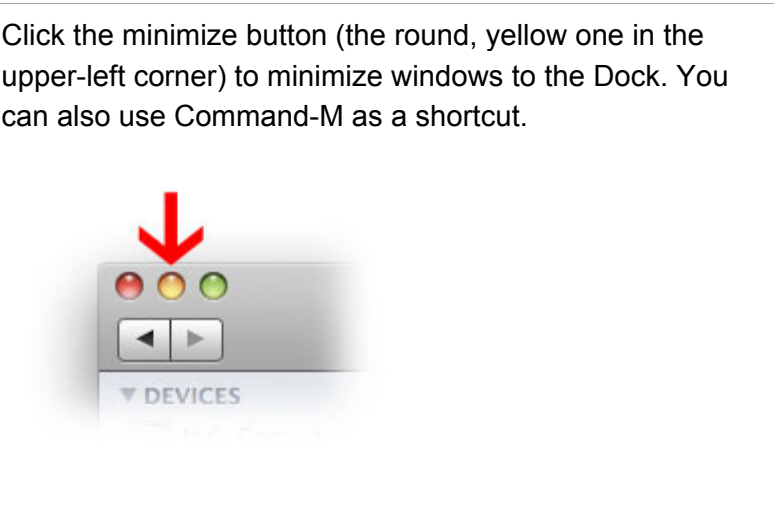 Click the minimize button (the round, yellow one in the
upper-left corner) to minimize windows to the Dock. You
can also use Command-M as a shortcut.
DEVICES